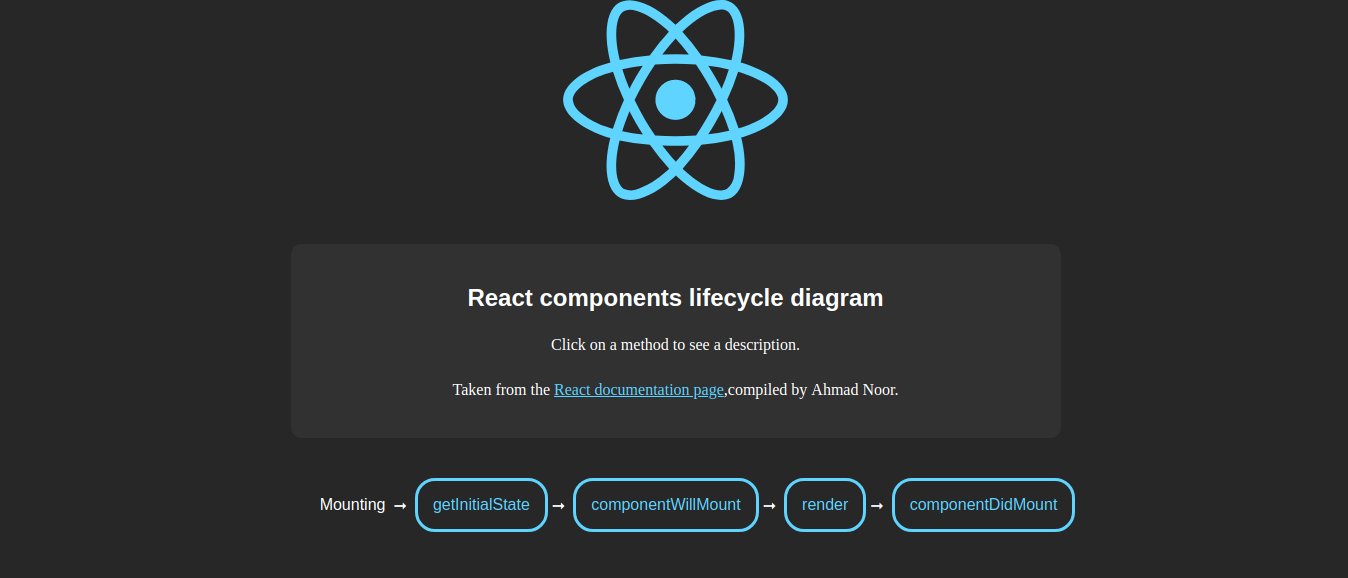 React components lifecycle diagram
Click on a method to see a description.
Taken from the React documentation page,compiled by Ahmad Noor.
Mounting → getInitialState → componentWillMount → render → componentDidMount